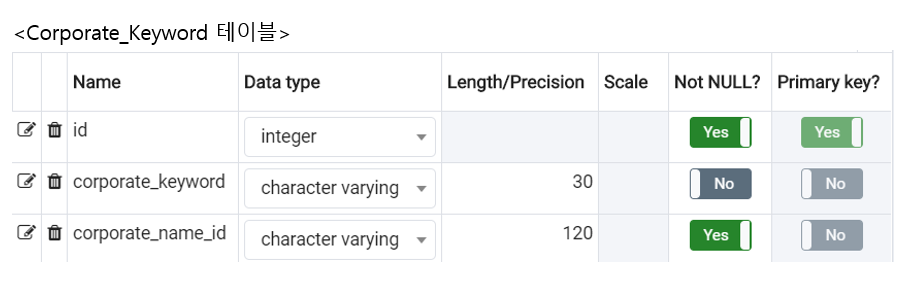 <Corporate_Keyword 테이블>
Name Data type Length/Precision Scale Not NULL? Primary key?
id integer Yes Yes
corporate_keyword character varying 30 No No
corporate_name_id character varying 120 Yes No